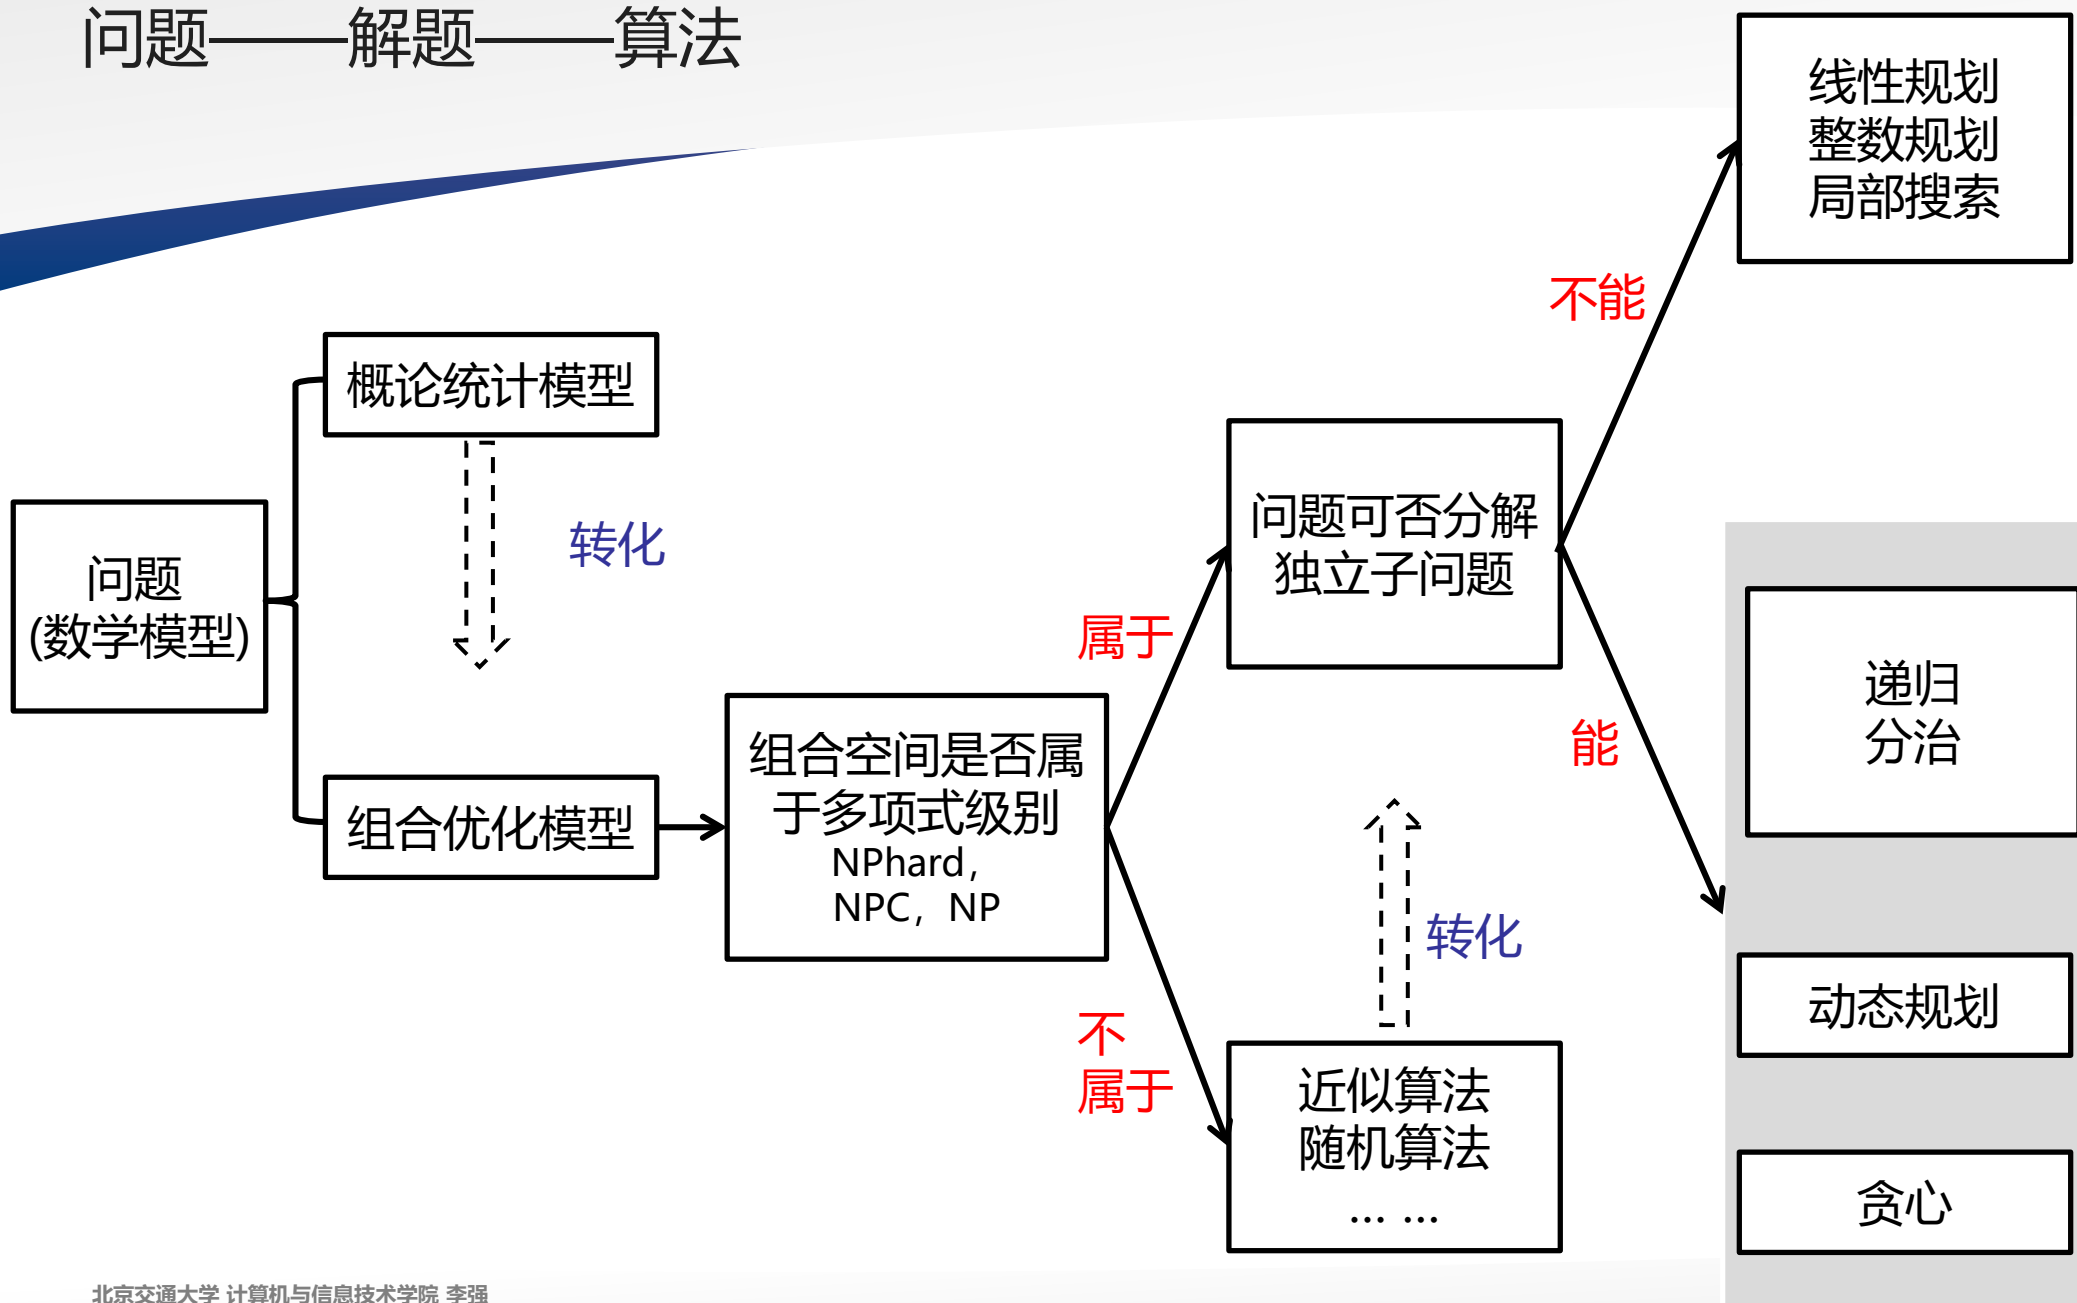 问题——解题——算法
线性规划
整数规划
局部搜索
不能
概论统计模型
转化
问题
(数学模型)
问题可否分解
独立子问题
属于
组合空间是否属
于多项式级别
NPhard，
NPC，NP
组合优化模型
能
递归
分治
转化
不
属于
动态规划
近似算法
随机算法
... ...
贪心
北京交通大学 计算机与信息技术学院 李强